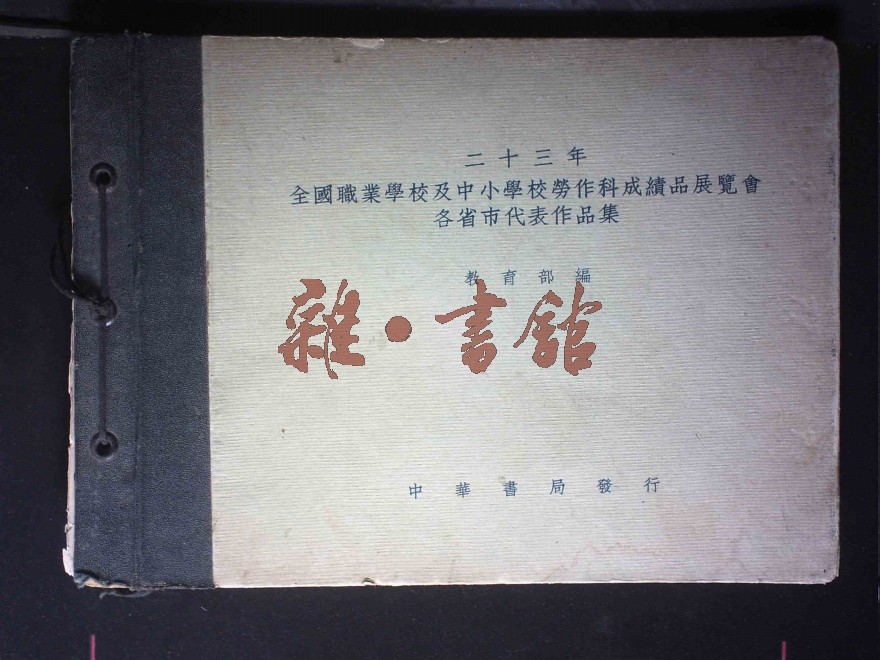 二十三年
全國職業學校及中小學校勞作科成績品展覽會
各省市代表作品集
教育部編
雜·書館
中華書局發行